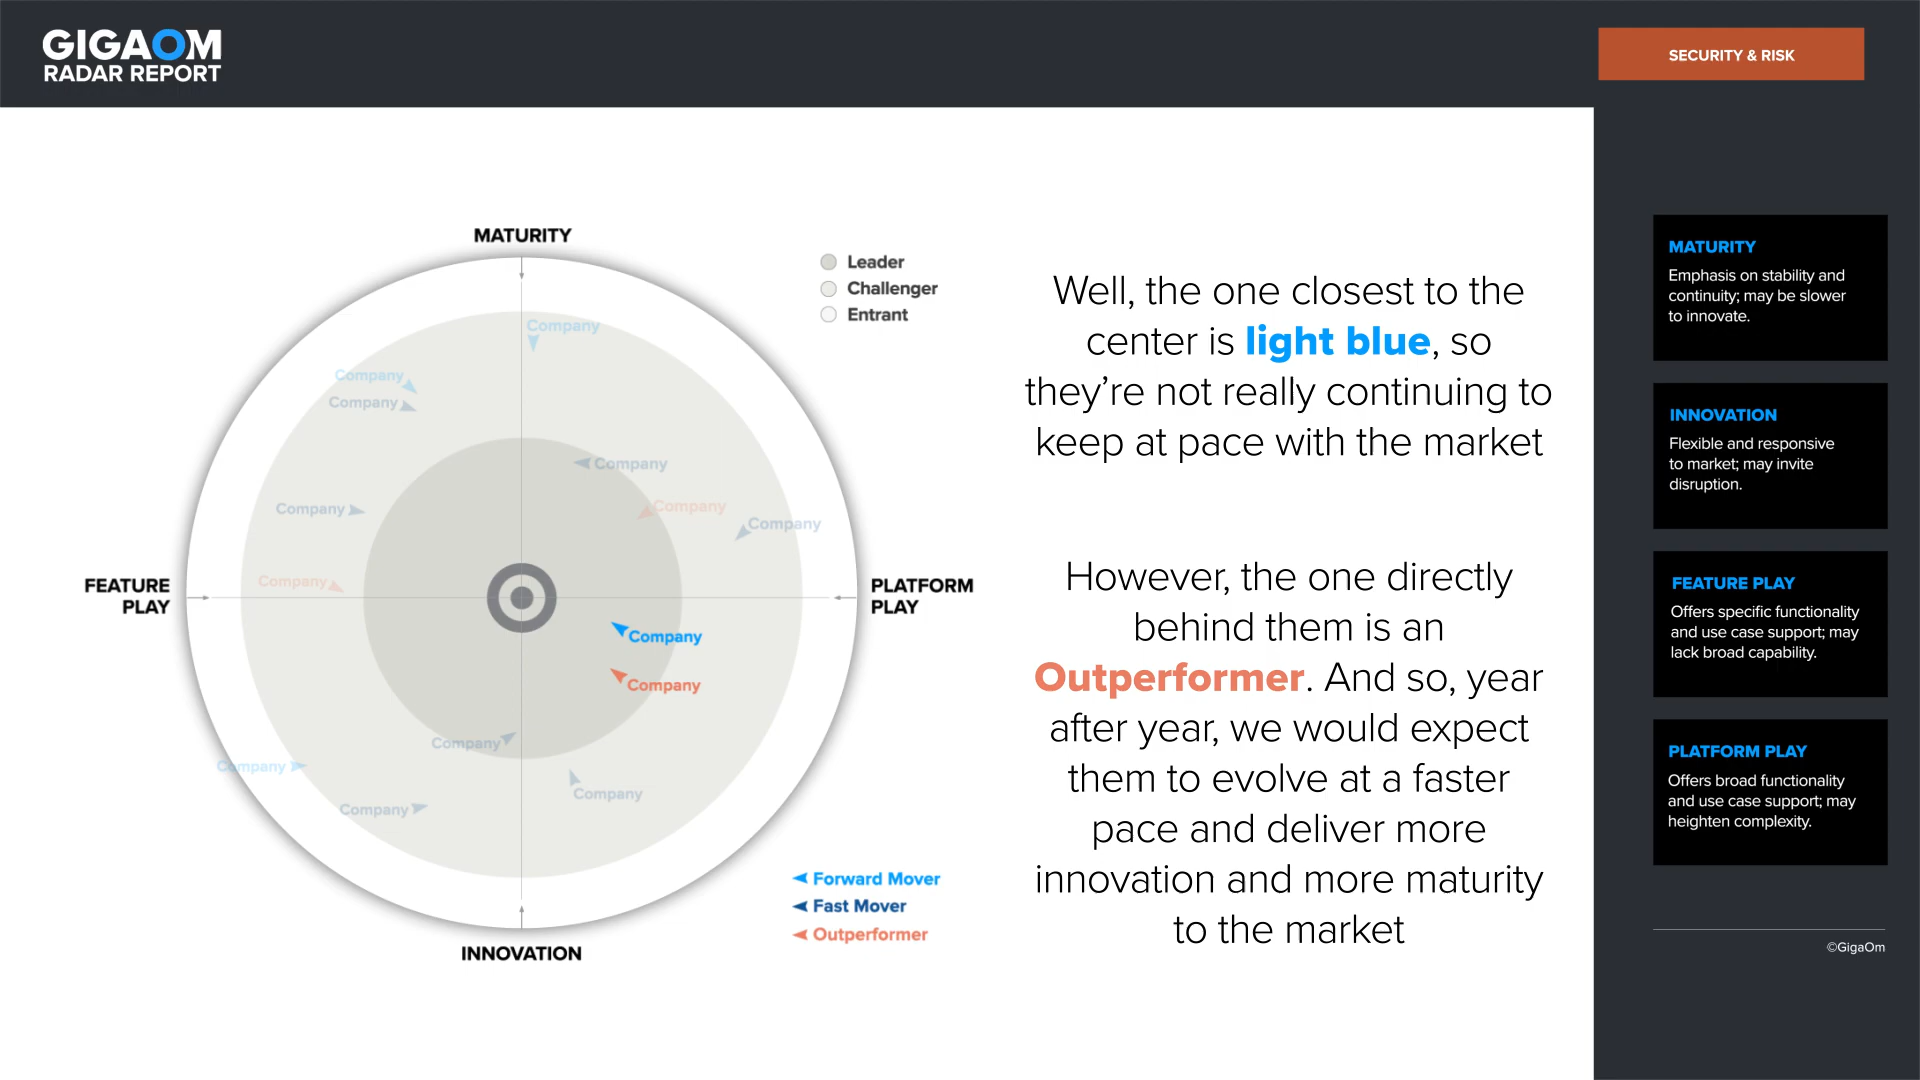 GIGAOM
RADAR REPORT
SECURITY & RISK
MATURITY
Leader
Challenger
Entrant
Company
Company
Company
Company
Company
Company
Company
Company
FEATURE
PLAY
PLATFORM
PLAY
Company
Company
Company
Company
Company
Company
Forward Mover
Fast Mover
Outperformer
INNOVATION
Well, the one closest to the
center is light blue, so
they’re not really continuing to
keep at pace with the market
However, the one directly
behind them is an
Outperformer. And so, year
after year, we would expect
them to evolve at a faster
pace and deliver more
innovation and more maturity
to the market
MATURITY
Emphasis on stability and
continuity; may be slower
to innovate.
INNOVATION
Flexible and responsive
to market; may invite
disruption.
FEATURE PLAY
Offers specific functionality
and use case support; may
lack broad capability.
PLATFORM PLAY
Offers broad functionality
and use case support; may
heighten complexity.
©GigaOm